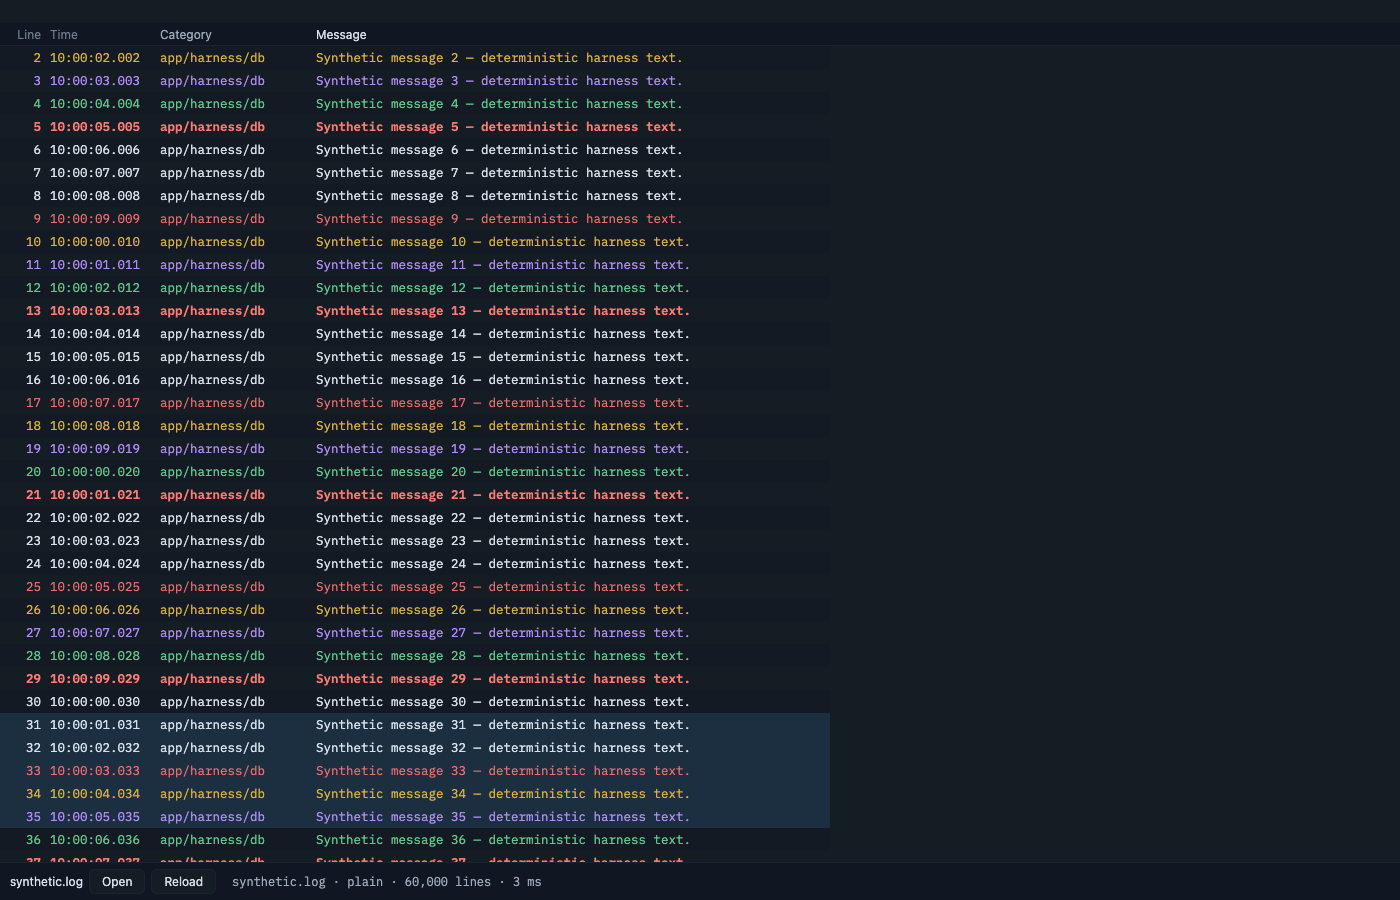 Line Time Category Message
2 10:00:02.002 app/harness/db Synthetic message 2 — deterministic harness text.
3 10:00:03.003 app/harness/db Synthetic message 3 — deterministic harness text.
4 10:00:04.004 app/harness/db Synthetic message 4 — deterministic harness text.
5 10:00:05.005 app/harness/db Synthetic message 5 — deterministic harness text.
6 10:00:06.006 app/harness/db Synthetic message 6 — deterministic harness text.
7 10:00:07.007 app/harness/db Synthetic message 7 — deterministic harness text.
8 10:00:08.008 app/harness/db Synthetic message 8 — deterministic harness text.
9 10:00:09.009 app/harness/db Synthetic message 9 — deterministic harness text.
10 10:00:00.010 app/harness/db Synthetic message 10 — deterministic harness text.
11 10:00:01.011 app/harness/db Synthetic message 11 — deterministic harness text.
12 10:00:02.012 app/harness/db Synthetic message 12 — deterministic harness text.
13 10:00:03.013 app/harness/db Synthetic message 13 — deterministic harness text.
14 10:00:04.014 app/harness/db Synthetic message 14 — deterministic harness text.
15 10:00:05.015 app/harness/db Synthetic message 15 — deterministic harness text.
16 10:00:06.016 app/harness/db Synthetic message 16 — deterministic harness text.
17 10:00:07.017 app/harness/db Synthetic message 17 — deterministic harness text.
18 10:00:08.018 app/harness/db Synthetic message 18 — deterministic harness text.
19 10:00:09.019 app/harness/db Synthetic message 19 — deterministic harness text.
20 10:00:00.020 app/harness/db Synthetic message 20 — deterministic harness text.
21 10:00:01.021 app/harness/db Synthetic message 21 — deterministic harness text.
22 10:00:02.022 app/harness/db Synthetic message 22 — deterministic harness text.
23 10:00:03.023 app/harness/db Synthetic message 23 — deterministic harness text.
24 10:00:04.024 app/harness/db Synthetic message 24 — deterministic harness text.
25 10:00:05.025 app/harness/db Synthetic message 25 — deterministic harness text.
26 10:00:06.026 app/harness/db Synthetic message 26 — deterministic harness text.
27 10:00:07.027 app/harness/db Synthetic message 27 — deterministic harness text.
28 10:00:08.028 app/harness/db Synthetic message 28 — deterministic harness text.
29 10:00:09.029 app/harness/db Synthetic message 29 — deterministic harness text.
30 10:00:00.030 app/harness/db Synthetic message 30 — deterministic harness text.
31 10:00:01.031 app/harness/db Synthetic message 31 — deterministic harness text.
32 10:00:02.032 app/harness/db Synthetic message 32 — deterministic harness text.
33 10:00:03.033 app/harness/db Synthetic message 33 — deterministic harness text.
34 10:00:04.034 app/harness/db Synthetic message 34 — deterministic harness text.
35 10:00:05.035 app/harness/db Synthetic message 35 — deterministic harness text.
36 10:00:06.036 app/harness/db Synthetic message 36 — deterministic harness text.
37 10:00:07.037 app/harness/db Synthetic message 37 — deterministic harness text.
synthetic.log Open Reload synthetic.log · plain · 60,000 lines · 3 ms